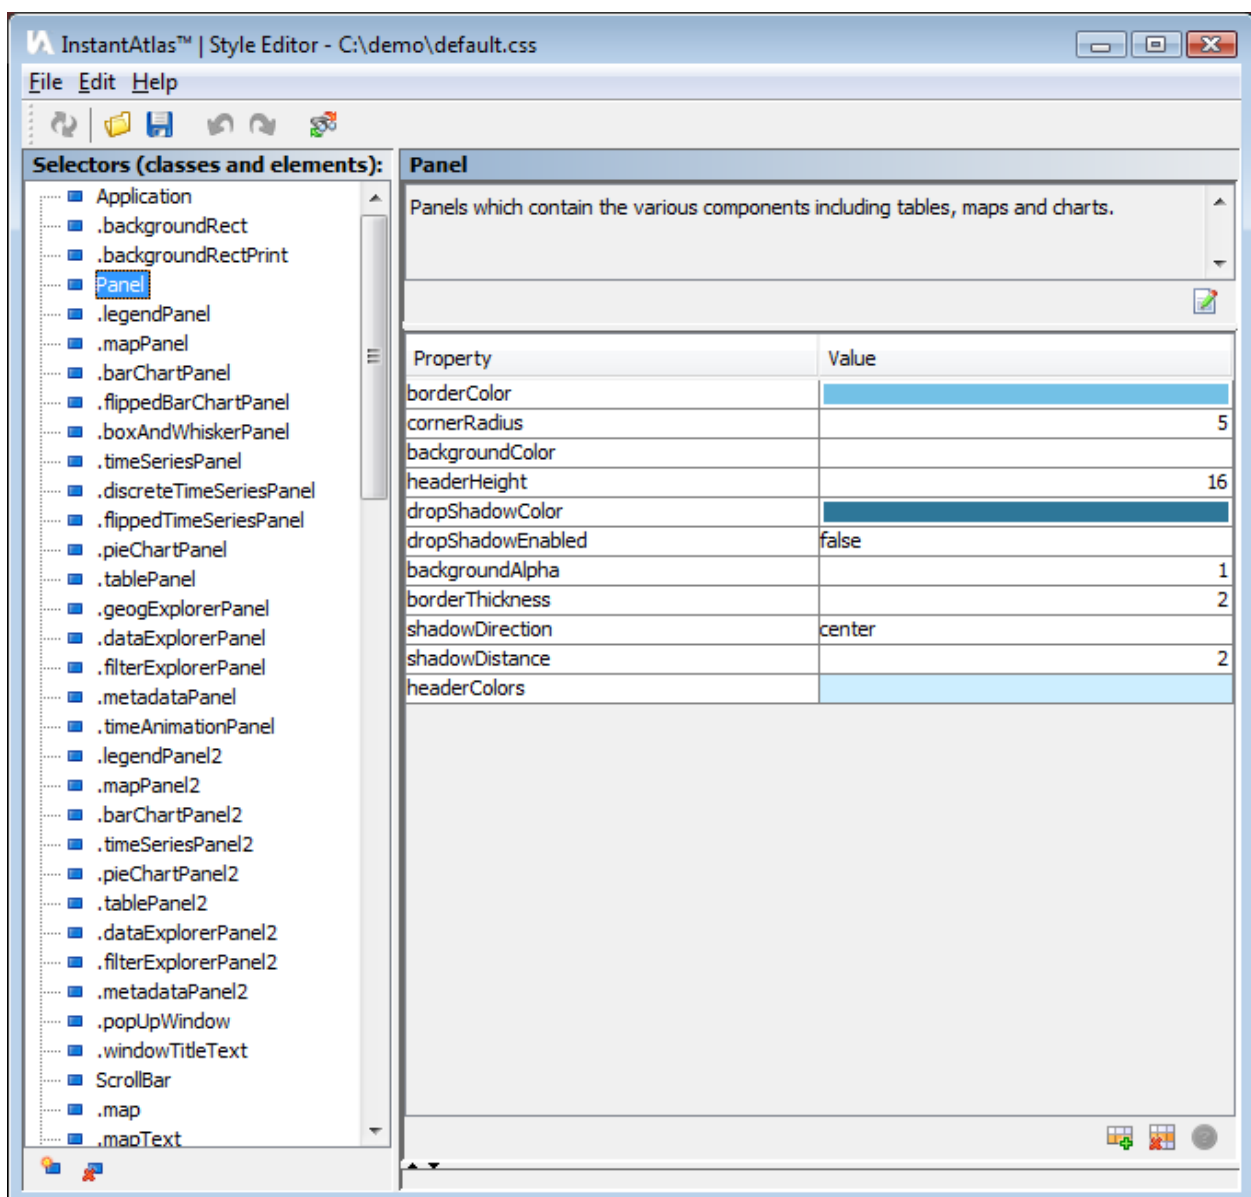 InstantAtlas™ | Style Editor - C:\demo\default.css
File Edit Help
Selectors (classes and elements):
Application
.backgroundRect
.backgroundRectPrint
Panel
.legendPanel
.mapPanel
.barChartPanel
.flippedBarChartPanel
.boxAndWhiskerPanel
.timeSeriesPanel
.discreteTimeSeriesPanel
.flippedTimeSeriesPanel
.pieChartPanel
.tablePanel
.geogExplorerPanel
.dataExplorerPanel
.filterExplorerPanel
.metadataPanel
.timeAnimationPanel
.legendPanel2
.mapPanel2
.barChartPanel2
.timeSeriesPanel2
.pieChartPanel2
.tablePanel2
.dataExplorerPanel2
.filterExplorerPanel2
.metadataPanel2
.popUpWindow
.windowTitleText
ScrollBar
.map
.mapText
Panel
Panels which contain the various components including tables, maps and charts.
Property Value
borderColor
cornerRadius 5
backgroundColor
headerHeight 16
dropShadowColor
dropShadowEnabled false
backgroundAlpha 1
borderThickness 2
shadowDirection center
shadowDistance 2
headerColors